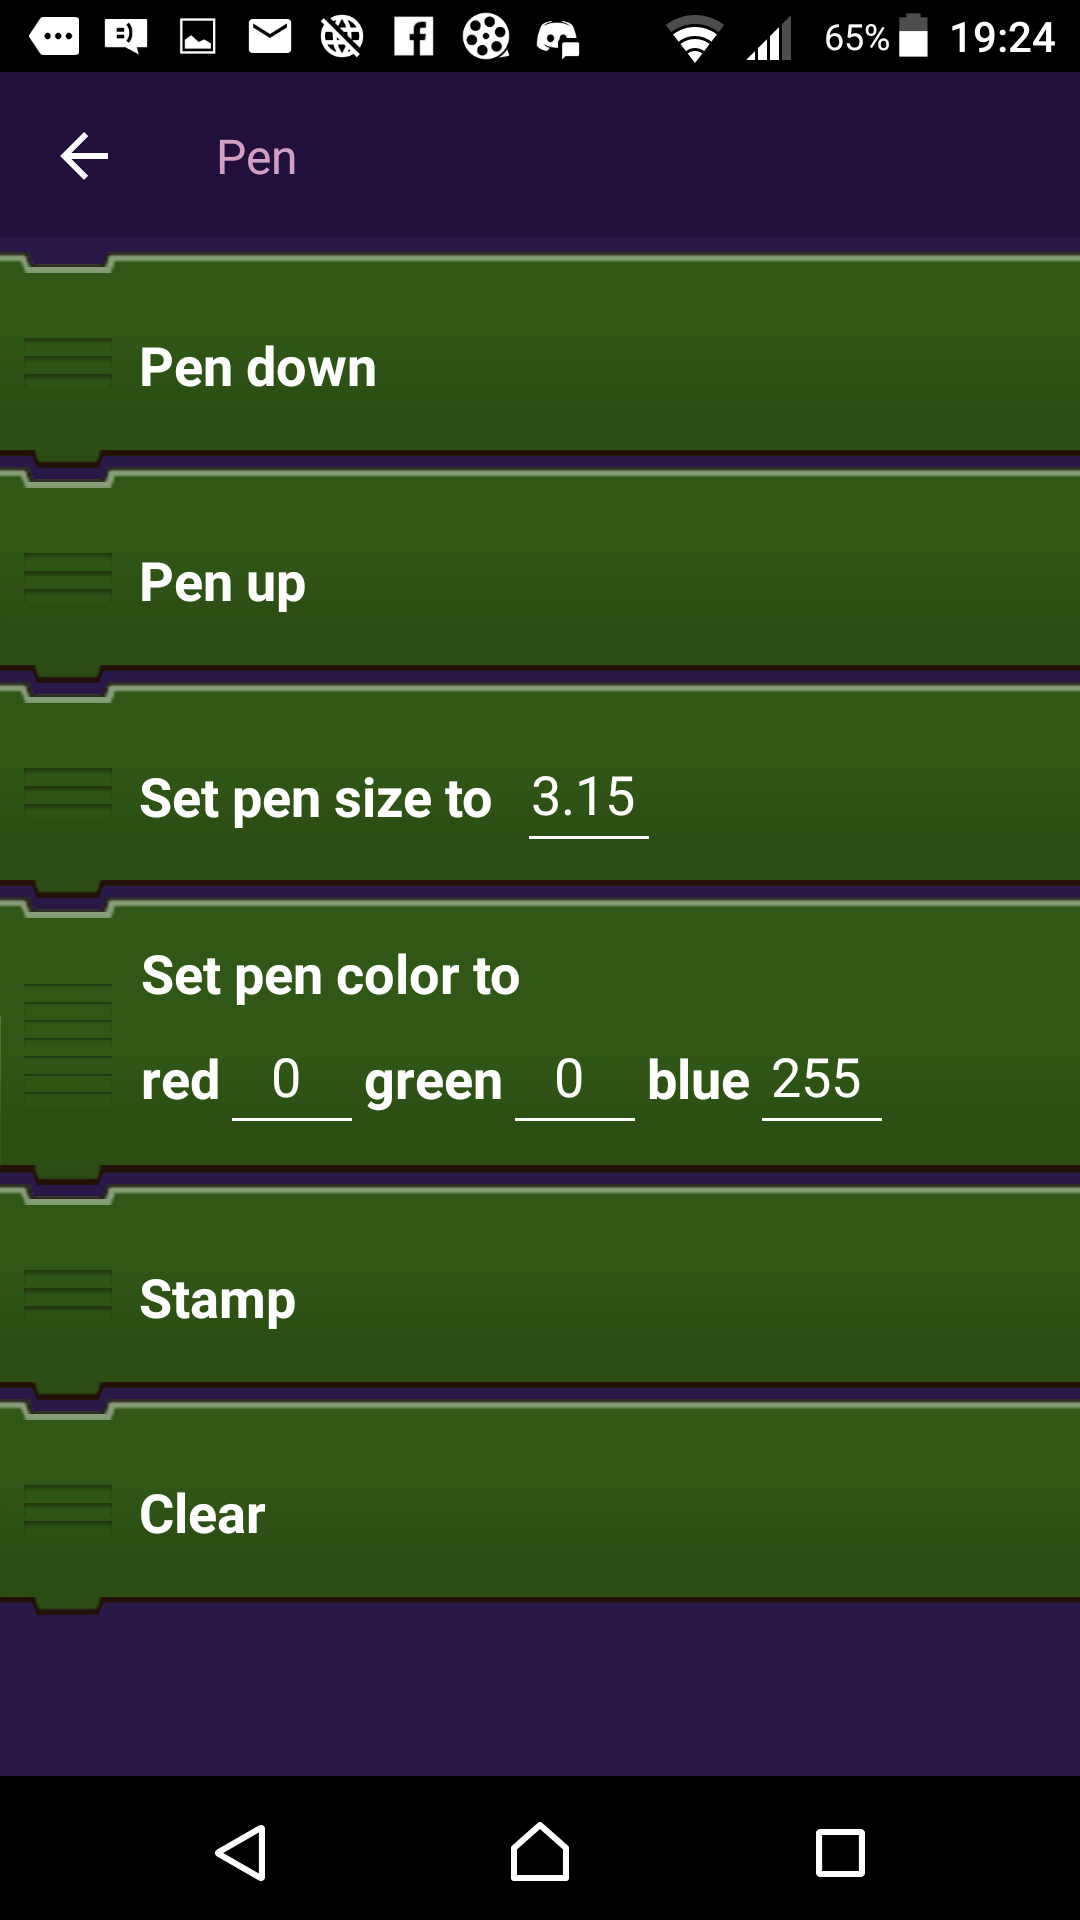 65% 19:24
Pen
Pen down
Pen up
Set pen size to 3.15
Set pen color to
red 0 green 0 blue 255
Stamp
Clear